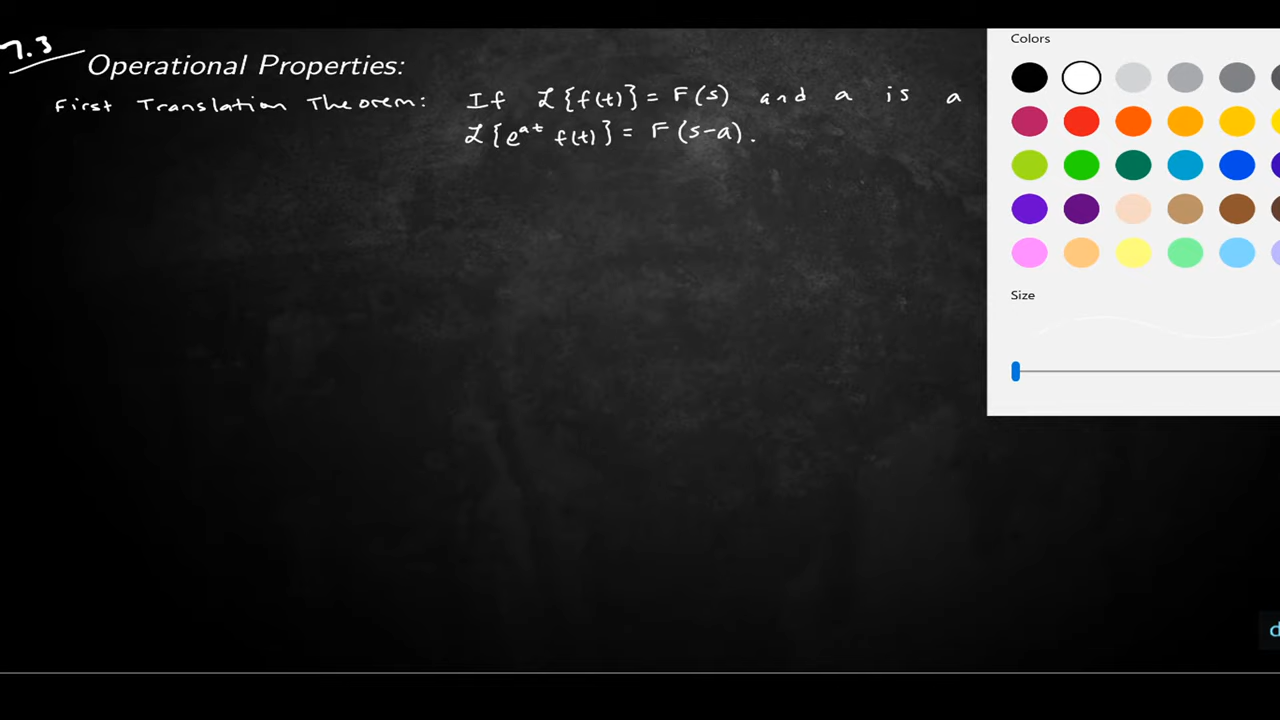 7.3
Operational Properties:
First Translation Theorem: If ℒ{f(t)} = F(s) and a is a
ℒ{e^{at} f(t)} = F(s-a).
Colors
Size